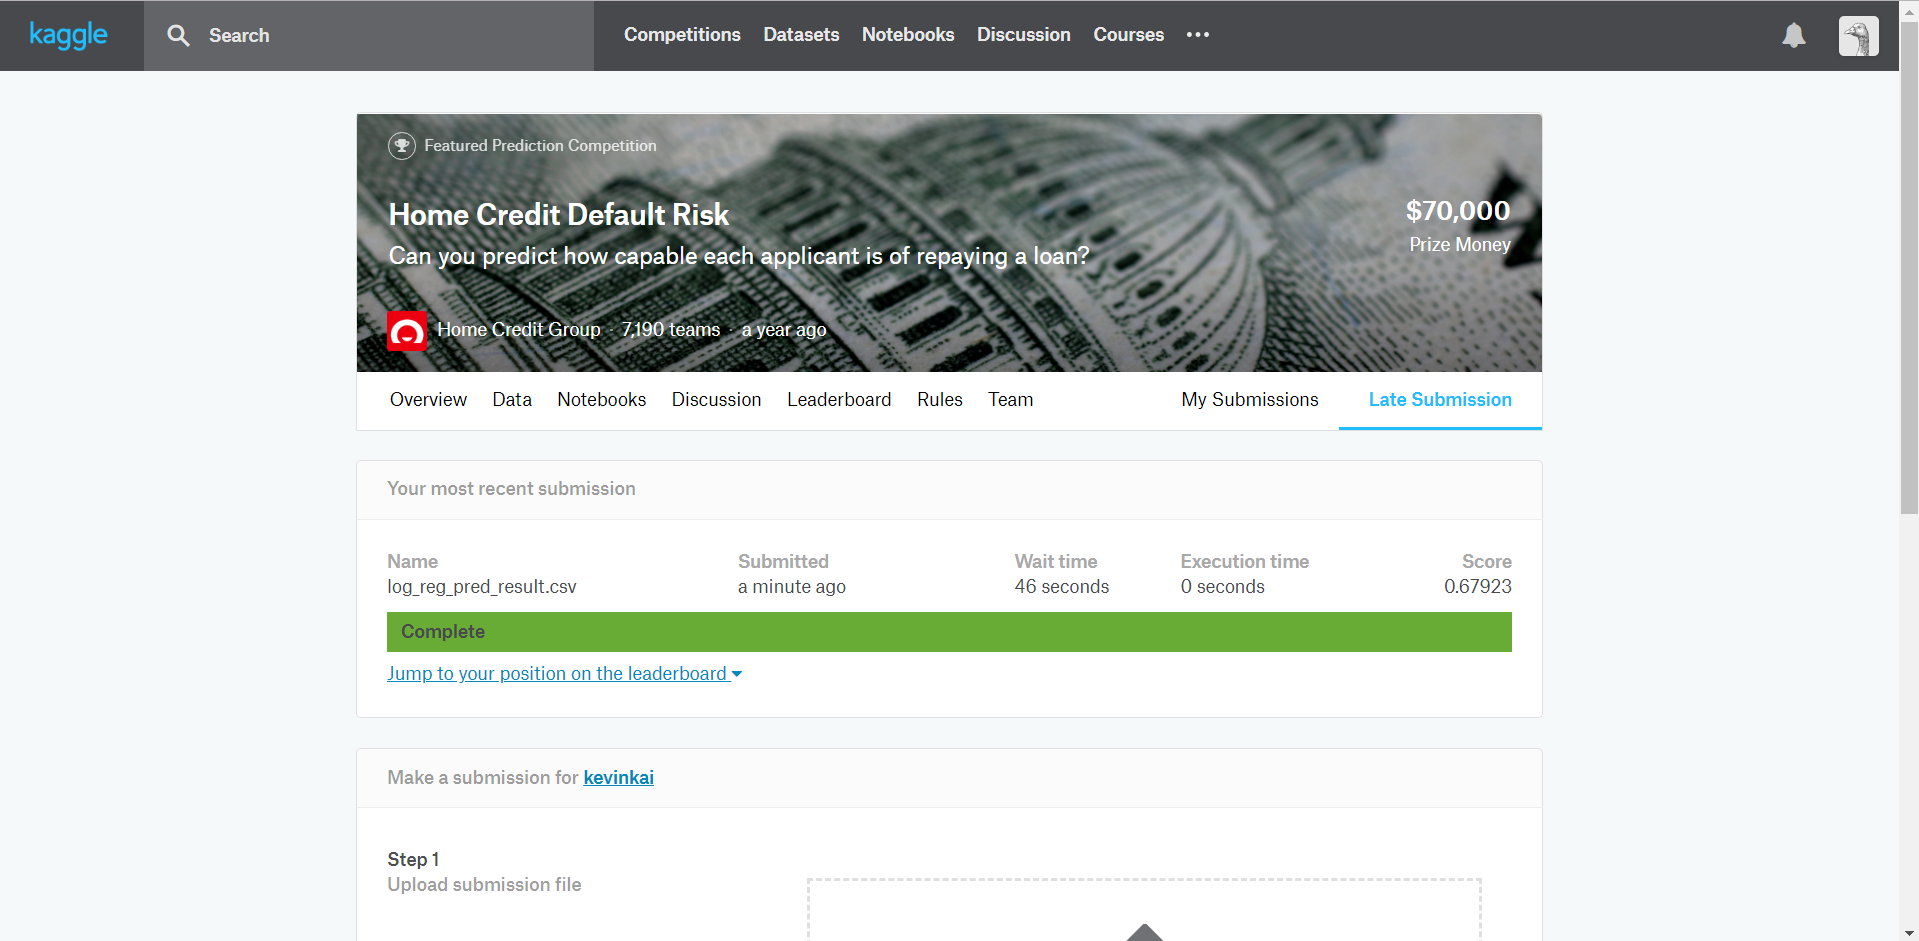 kaggle
Search
Competitions Datasets Notebooks Discussion Courses •••
Featured Prediction Competition
Home Credit Default Risk
Can you predict how capable each applicant is of repaying a loan?
$70,000
Prize Money
Home Credit Group · 7,190 teams · a year ago
Overview Data Notebooks Discussion Leaderboard Rules Team My Submissions Late Submission
Your most recent submission
Name Submitted Wait time Execution time Score
log_reg_pred_result.csv a minute ago 46 seconds 0 seconds 0.67923
Complete
Jump to your position on the leaderboard
Make a submission for kevinkai
Step 1
Upload submission file